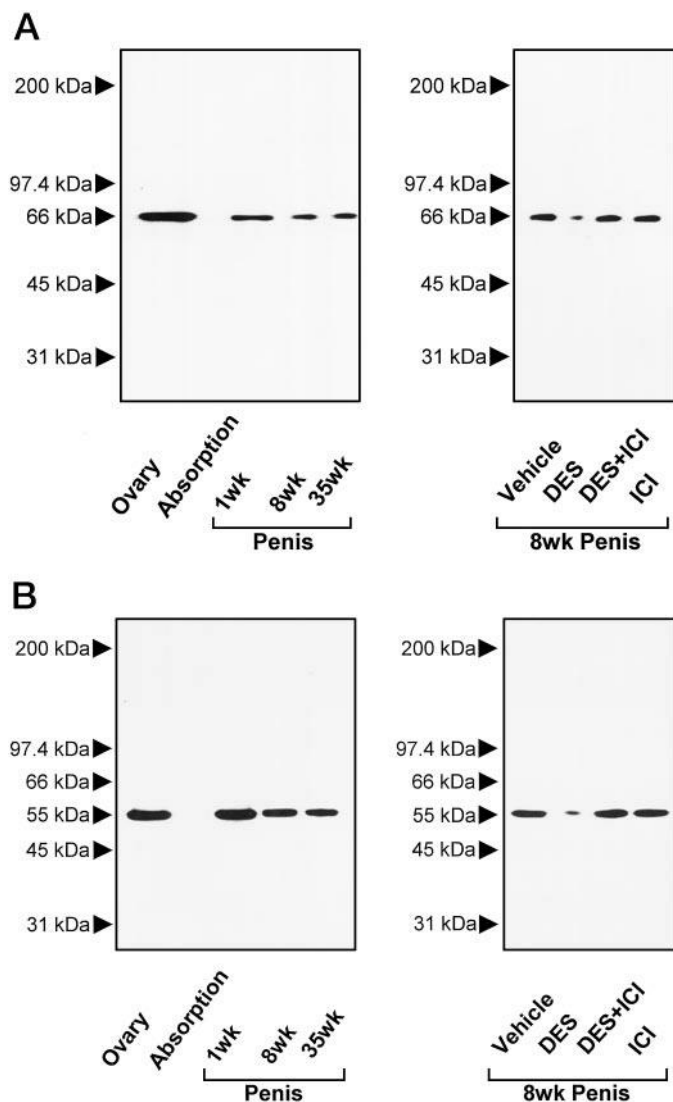 A
200 kDa
97.4 kDa
66 kDa
45 kDa
31 kDa
Ovary
Absorption
1wk
8wk
35wk
Penis
200 kDa
97.4 kDa
66 kDa
45 kDa
31 kDa
Vehicle
DES
DES+ICI
ICI
8wk Penis
B
200 kDa
97.4 kDa
66 kDa
55 kDa
45 kDa
31 kDa
Ovary
Absorption
1wk
8wk
35wk
Penis
200 kDa
97.4 kDa
66 kDa
55 kDa
45 kDa
31 kDa
Vehicle
DES
DES+ICI
ICI
8wk Penis